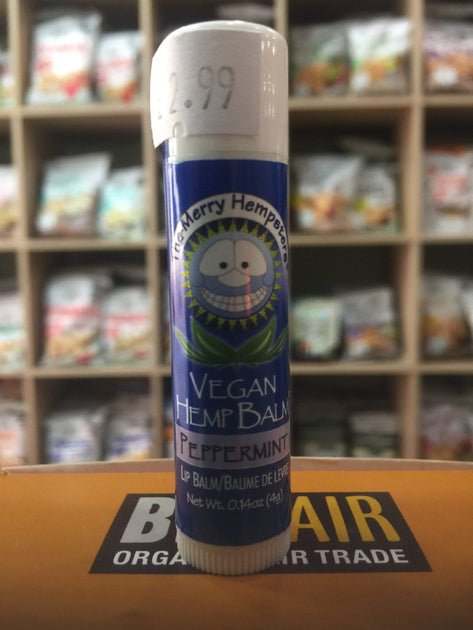 2.99
The Merry Hempsters
VEGAN
HEMP BALM
PEPPERMINT
LIP BALM/BAUME DE LEVRE
Net Wt. 0.14oz (4g)
B AIR
ORGA IR TRADE